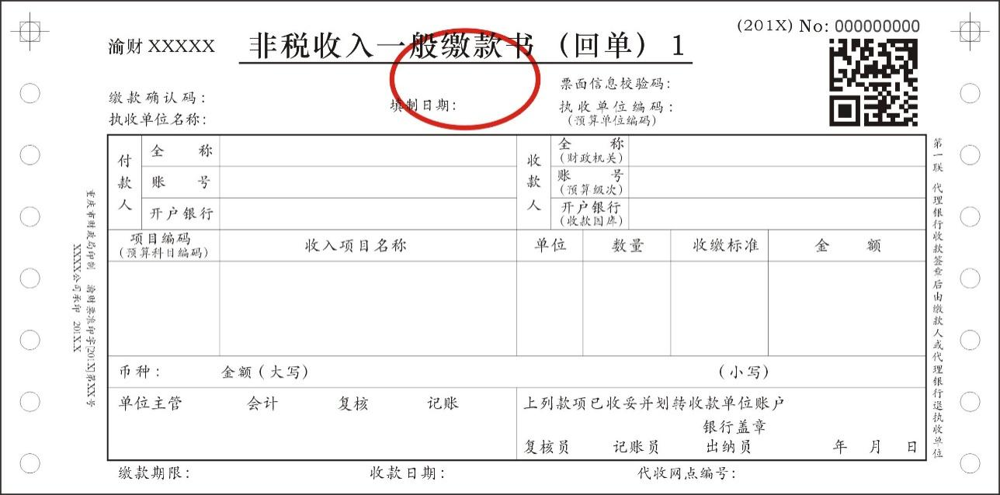 (201X) No: 000000000
渝财 XXXXX
非税收入一般缴款书（回单）1
票面信息校验码：
缴款确认码：
填制日期：
执收单位编码：
(预算单位编码)
执收单位名称：
付款人
全称
账号
开户银行
收款人
全称
(财政机关)
账号
(预算级次)
开户银行
(收款国库)
项目编码
(预算科目编码)
收入项目名称
单位
数量
收缴标准
金额
币种：
金额（大写）
（小写）
单位主管
会计
复核
记账
上列款项已收妥并划转收款单位账户
银行盖章
复核员
记账员
出纳员
年 月 日
缴款期限：
收款日期：
代收网点编号：
第一联 代理银行收款签章后由缴款人或代理银行退执收单位
重庆市财政局印制 渝财票准印字[201X]第XX号
XXXX公司承印 201X.X